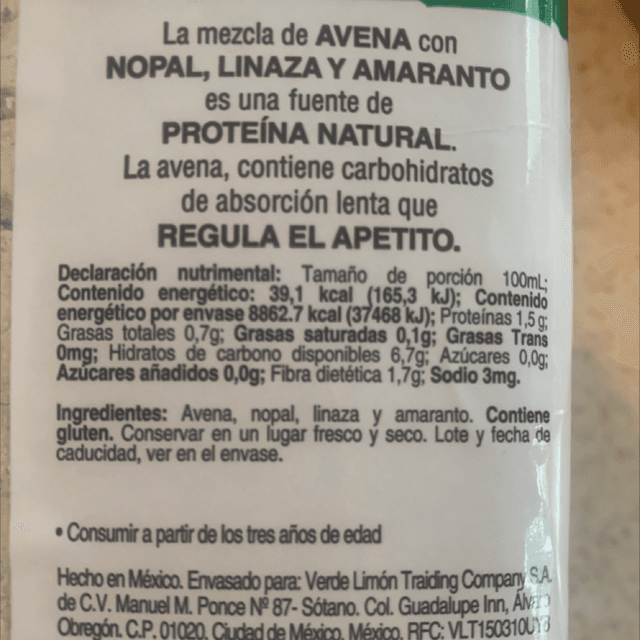 La mezcla de AVENA con
NOPAL, LINAZA Y AMARANTO
es una fuente de
PROTEÍNA NATURAL.
La avena, contiene carbohidratos
de absorción lenta que
REGULA EL APETITO.
Declaración nutrimental: Tamaño de porción 100mL;
Contenido energético: 39,1 kcal (165,3 kJ); Contenido
energético por envase 8862.7 kcal (37468 kJ); Proteínas 1,5 g;
Grasas totales 0,7g; Grasas saturadas 0,1g; Grasas Trans
0mg; Hidratos de carbono disponibles 6,7g; Azúcares 0,0g;
Azúcares añadidos 0,0g; Fibra dietética 1,7g; Sodio 3mg.
Ingredientes: Avena, nopal, linaza y amaranto. Contiene
gluten. Conservar en un lugar fresco y seco. Lote y fecha de
caducidad, ver en el envase.
• Consumir a partir de los tres años de edad
Hecho en México. Envasado para: Verde Limón Traiding Company S.A.
de C.V. Manuel M. Ponce Nº 87- Sótano. Col. Guadalupe Inn, Álvaro
Obregón. C.P. 01020, Ciudad de México, México. RFC: